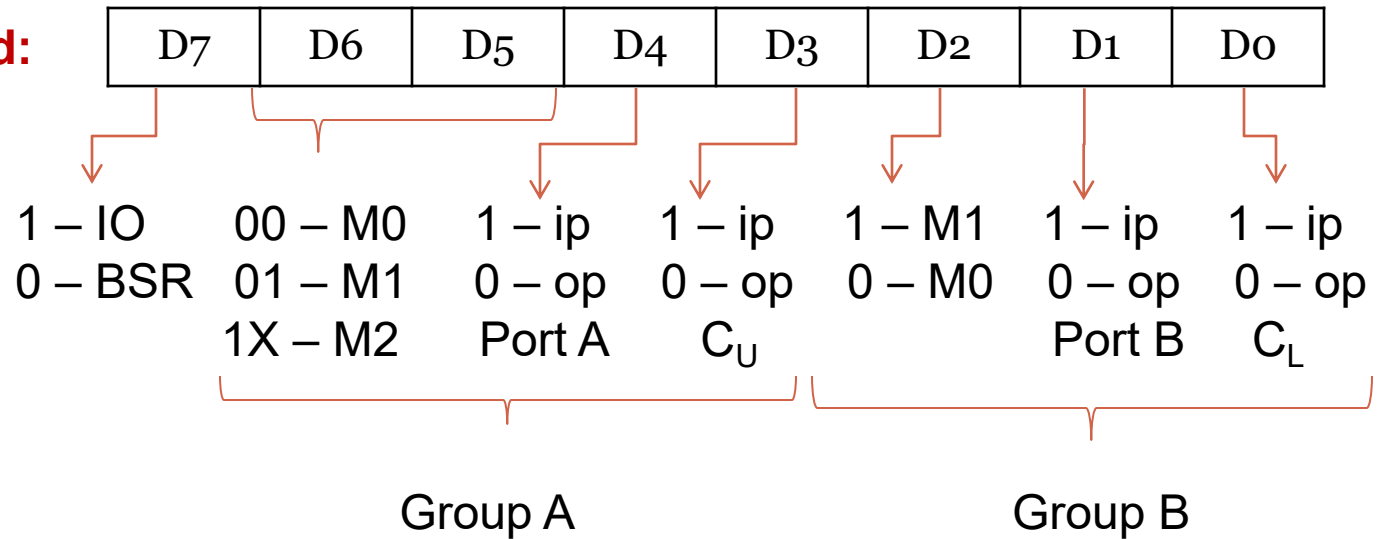 d: D7 D6 D5 D4 D3 D2 D1 D0
1 – IO 00 – M0 1 – ip 1 – ip 1 – M1 1 – ip 1 – ip
0 – BSR 01 – M1 0 – op 0 – op 0 – M0 0 – op 0 – op
1X – M2 Port A C_U Port B C_L
Group A Group B